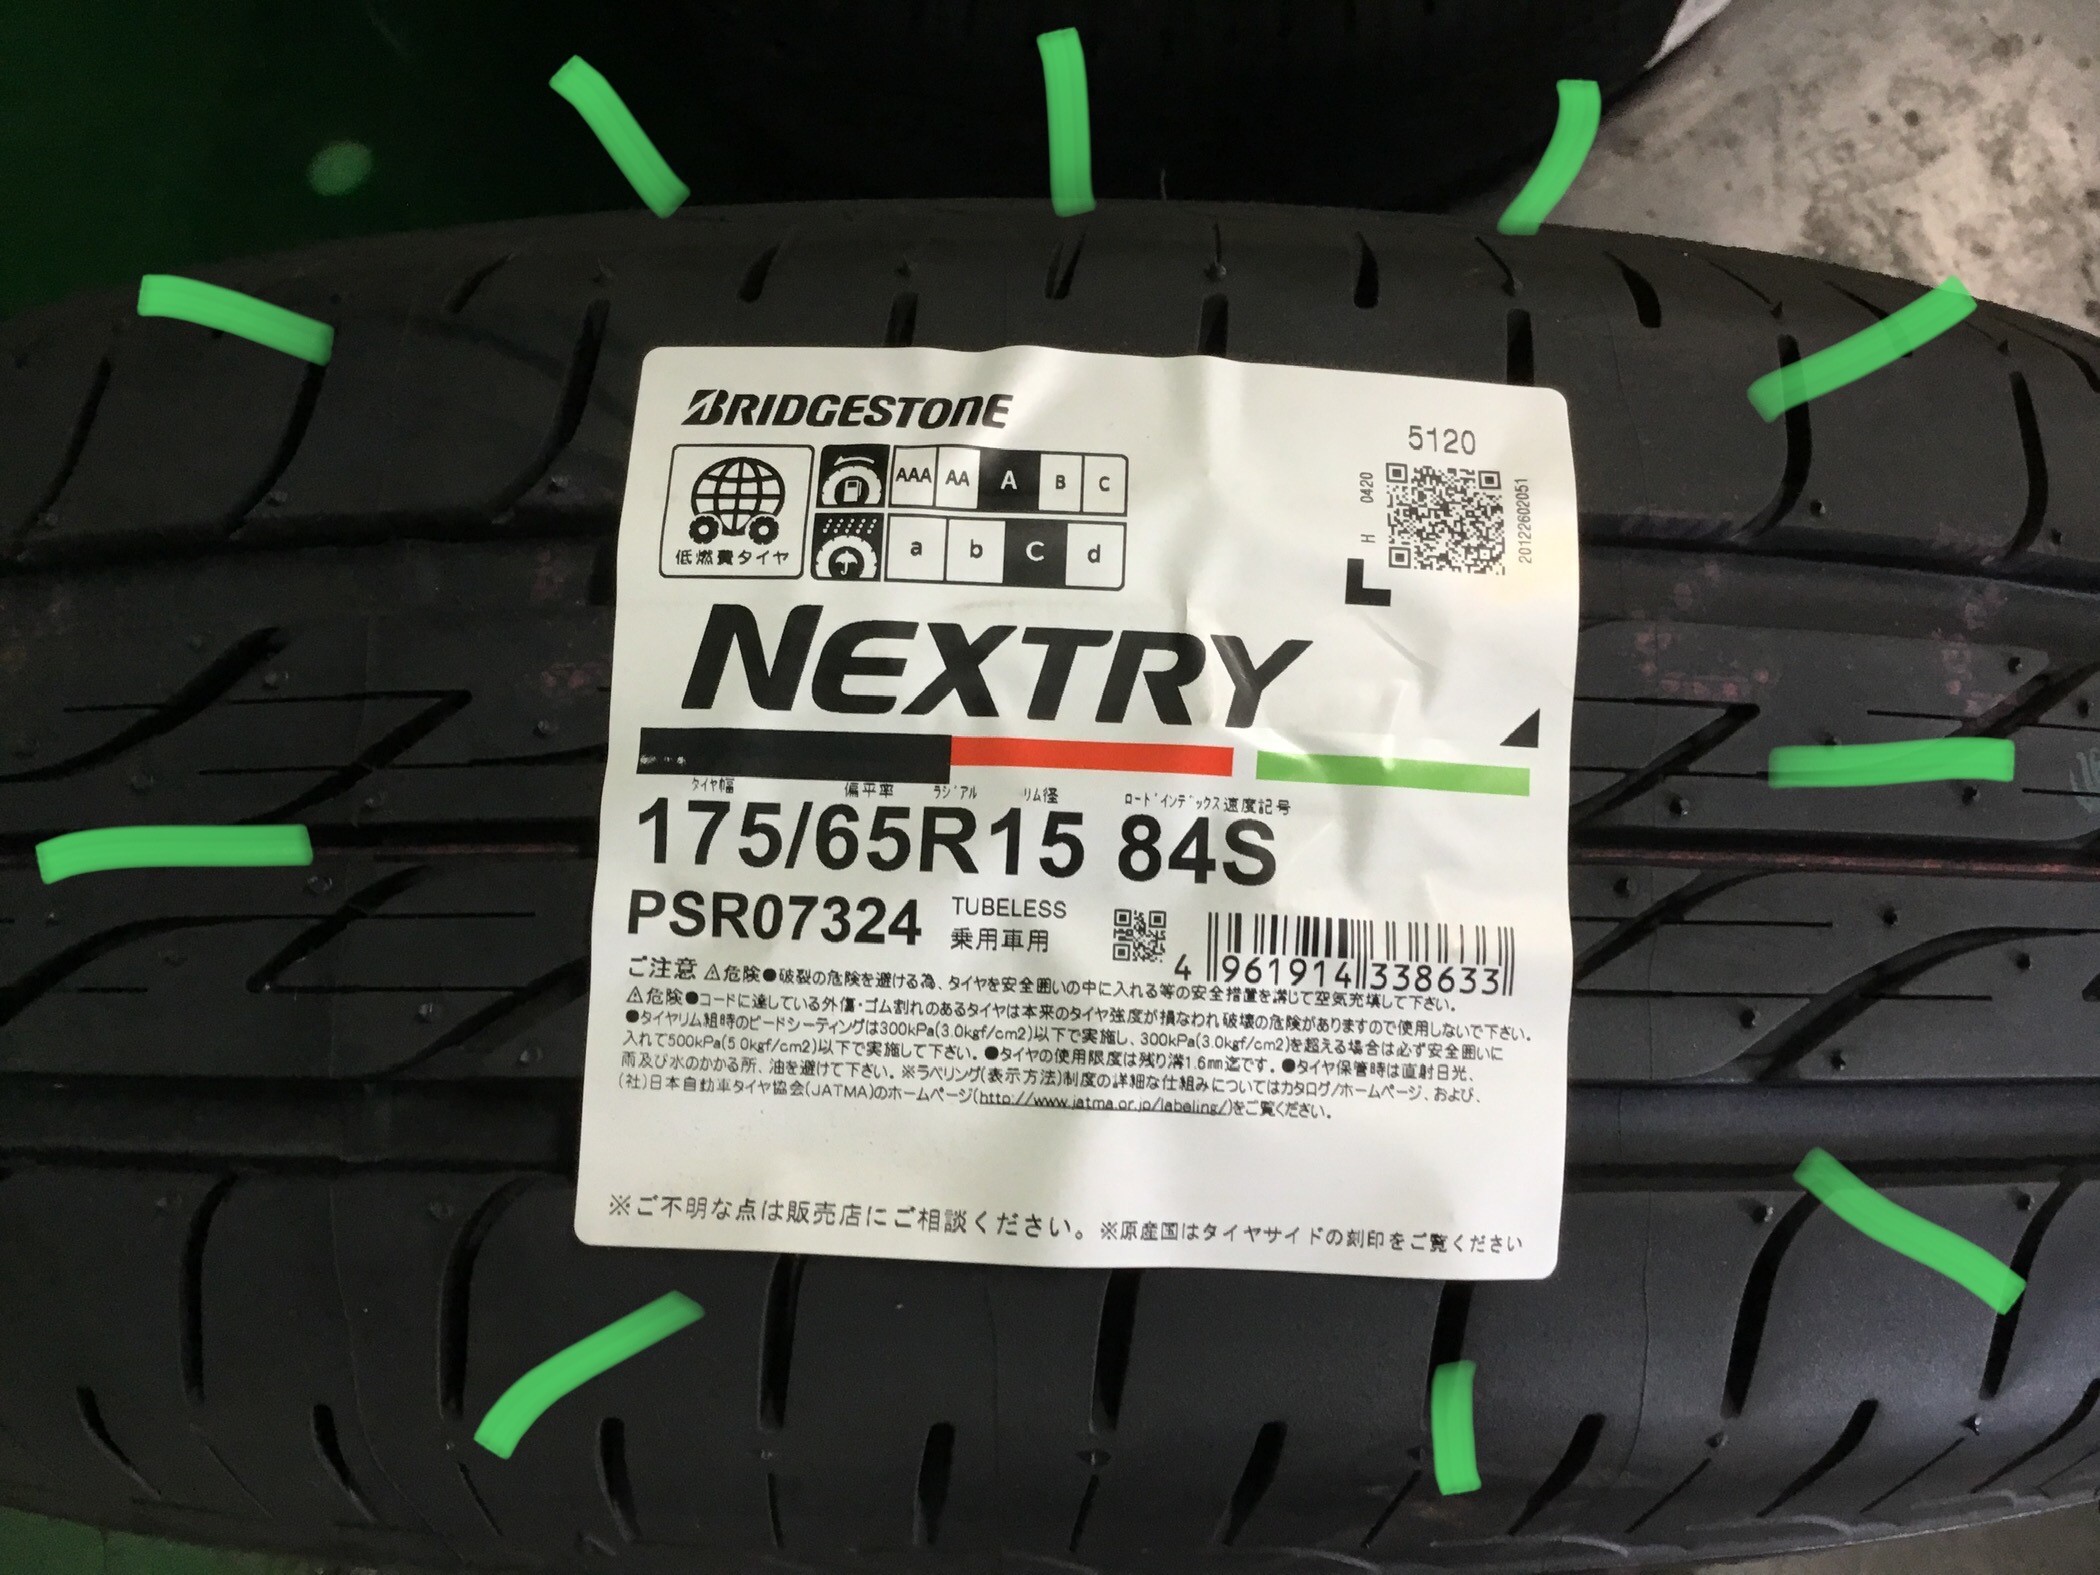 BRIDGESTONE
5120
H 0420
20122602051
AAA AA A B C
a b c d
低燃費タイヤ
L
NEXTRY
タイヤ幅 偏平率 ラジアル リム径 ロードインデックス 速度記号
175/65R15 84S
PSR07324 TUBELESS
乗用車用
4 961914 338633
ご注意 ⚠危険●破裂の危険を避ける為、タイヤを安全囲いの中に入れる等の安全措置を講じて空気充填して下さい。
⚠危険●コードに達している外傷・ゴム割れのあるタイヤは本来のタイヤ強度が損なわれ破壊の危険がありますので使用しないで下さい。
●タイヤリム組時のビードシーティングは300kPa(3.0kgf/cm2)以下で実施し、300kPa(3.0kgf/cm2)を超える場合は必ず安全囲いに
入れて500kPa(5.0kgf/cm2)以下で実施して下さい。●タイヤの使用限度は残り溝1.6mm迄です。●タイヤ保管時は直射日光、
雨及び水のかかる所、油を避けて下さい。※ラベリング(表示方法)制度の詳細な仕組みについてはカタログ/ホームページ、および、
(社)日本自動車タイヤ協会(JATMA)のホームページ(http://www.jatma.or.jp/labeling/)をご覧ください。
※ご不明な点は販売店にご相談ください。※原産国はタイヤサイドの刻印をご覧ください